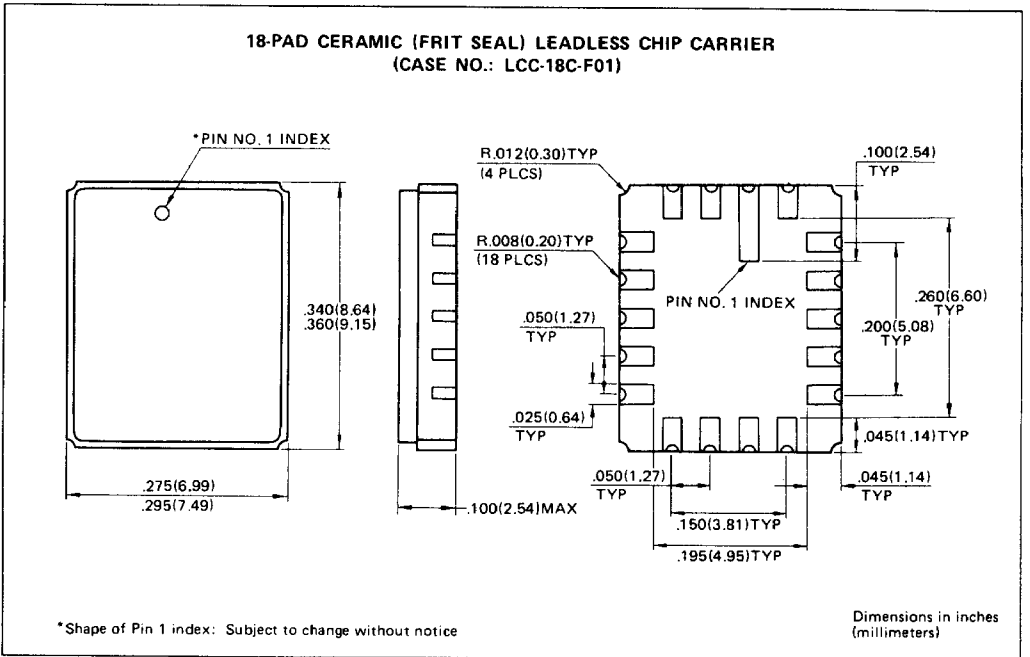 18-PAD CERAMIC (FRIT SEAL) LEADLESS CHIP CARRIER
(CASE NO.: LCC-18C-F01)
*PIN NO. 1 INDEX
R.012(0.30)TYP
(4 PLCS)
.100(2.54)
TYP
R.008(0.20)TYP
(18 PLCS)
PIN NO. 1 INDEX
.340(8.64)
.360(9.15)
.050(1.27)
TYP
.260(6.60)
TYP
.200(5.08)
TYP
.025(0.64)
TYP
.045(1.14)TYP
.275(6.99)
.295(7.49)
.100(2.54)MAX
.050(1.27)
TYP
.045(1.14)
TYP
.150(3.81)TYP
.195(4.95)TYP
*Shape of Pin 1 index: Subject to change without notice
Dimensions in inches
(millimeters)